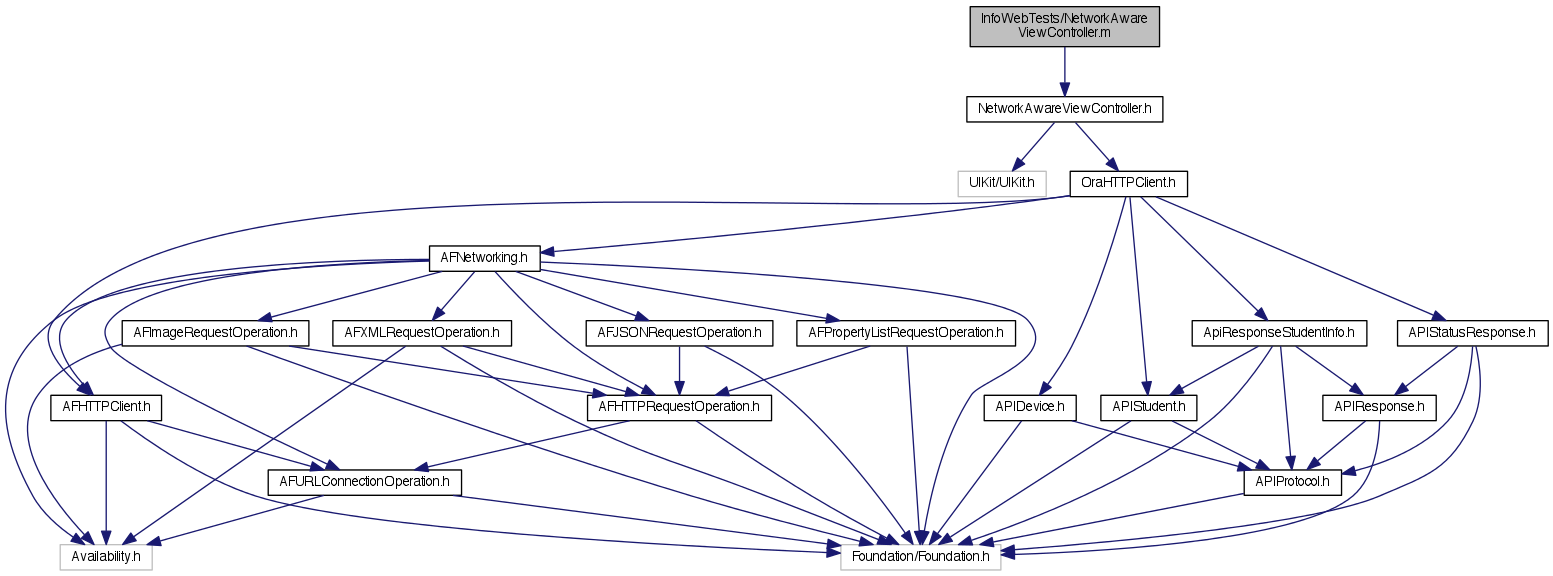 InfoWebTests/NetworkAware
ViewController.m
NetworkAwareViewController.h
UIKit/UIKit.h
OraHTTPClient.h
AFNetworking.h
AFImageRequestOperation.h
AFXMLRequestOperation.h
AFJSONRequestOperation.h
AFPropertyListRequestOperation.h
ApiResponseStudentInfo.h
APIStatusResponse.h
AFHTTPClient.h
AFHTTPRequestOperation.h
APIDevice.h
APIStudent.h
APIResponse.h
AFURLConnectionOperation.h
APIProtocol.h
Availability.h
Foundation/Foundation.h